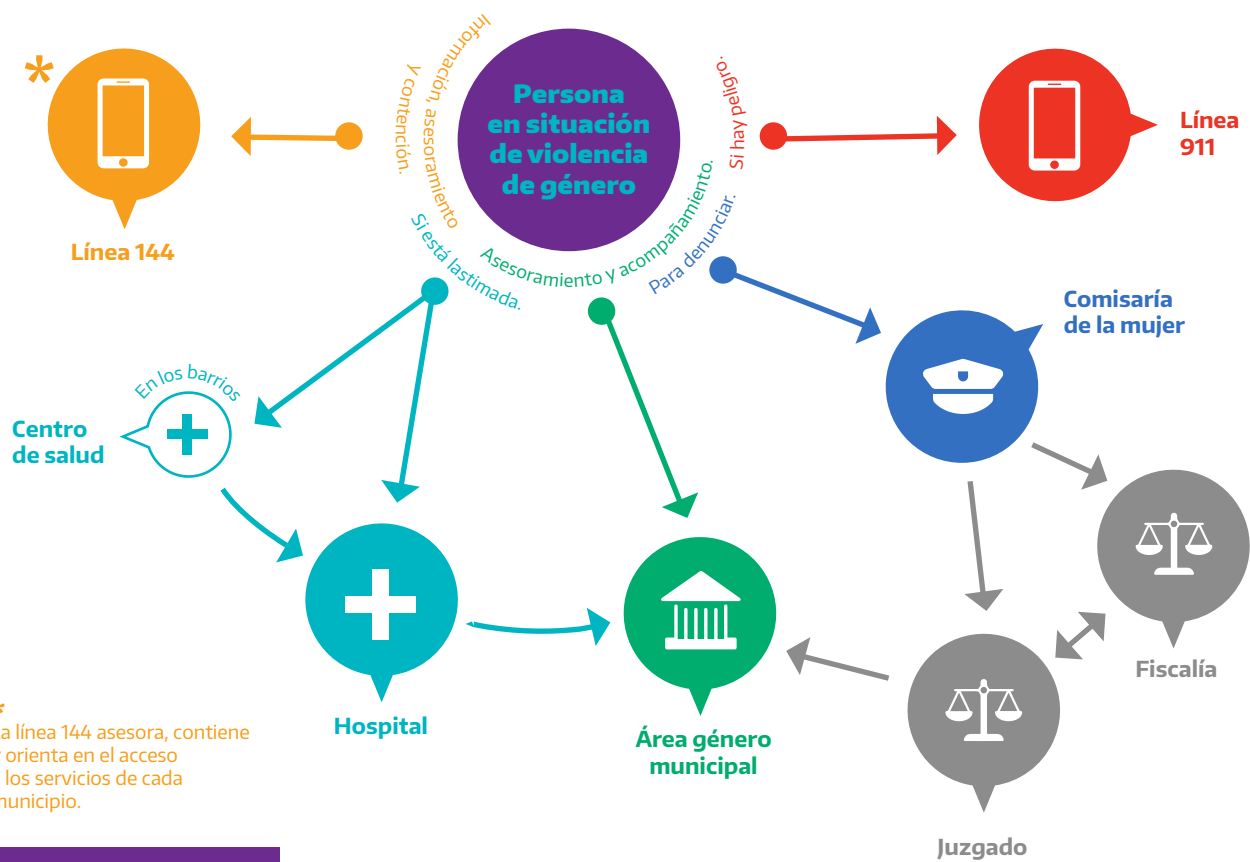 Persona
en situación
de violencia
de género
Información, asesoramiento
y contención.
Si hay peligro.
Si está lastimada.
Asesoramiento y acompañamiento.
Para denunciar.
*
Línea 144
Línea
911
Comisaría
de la mujer
En los barrios
Centro
de salud
Hospital
Área género
municipal
Fiscalía
Juzgado
*
a línea 144 asesora, contiene
orienta en el acceso
los servicios de cada
unicipio.